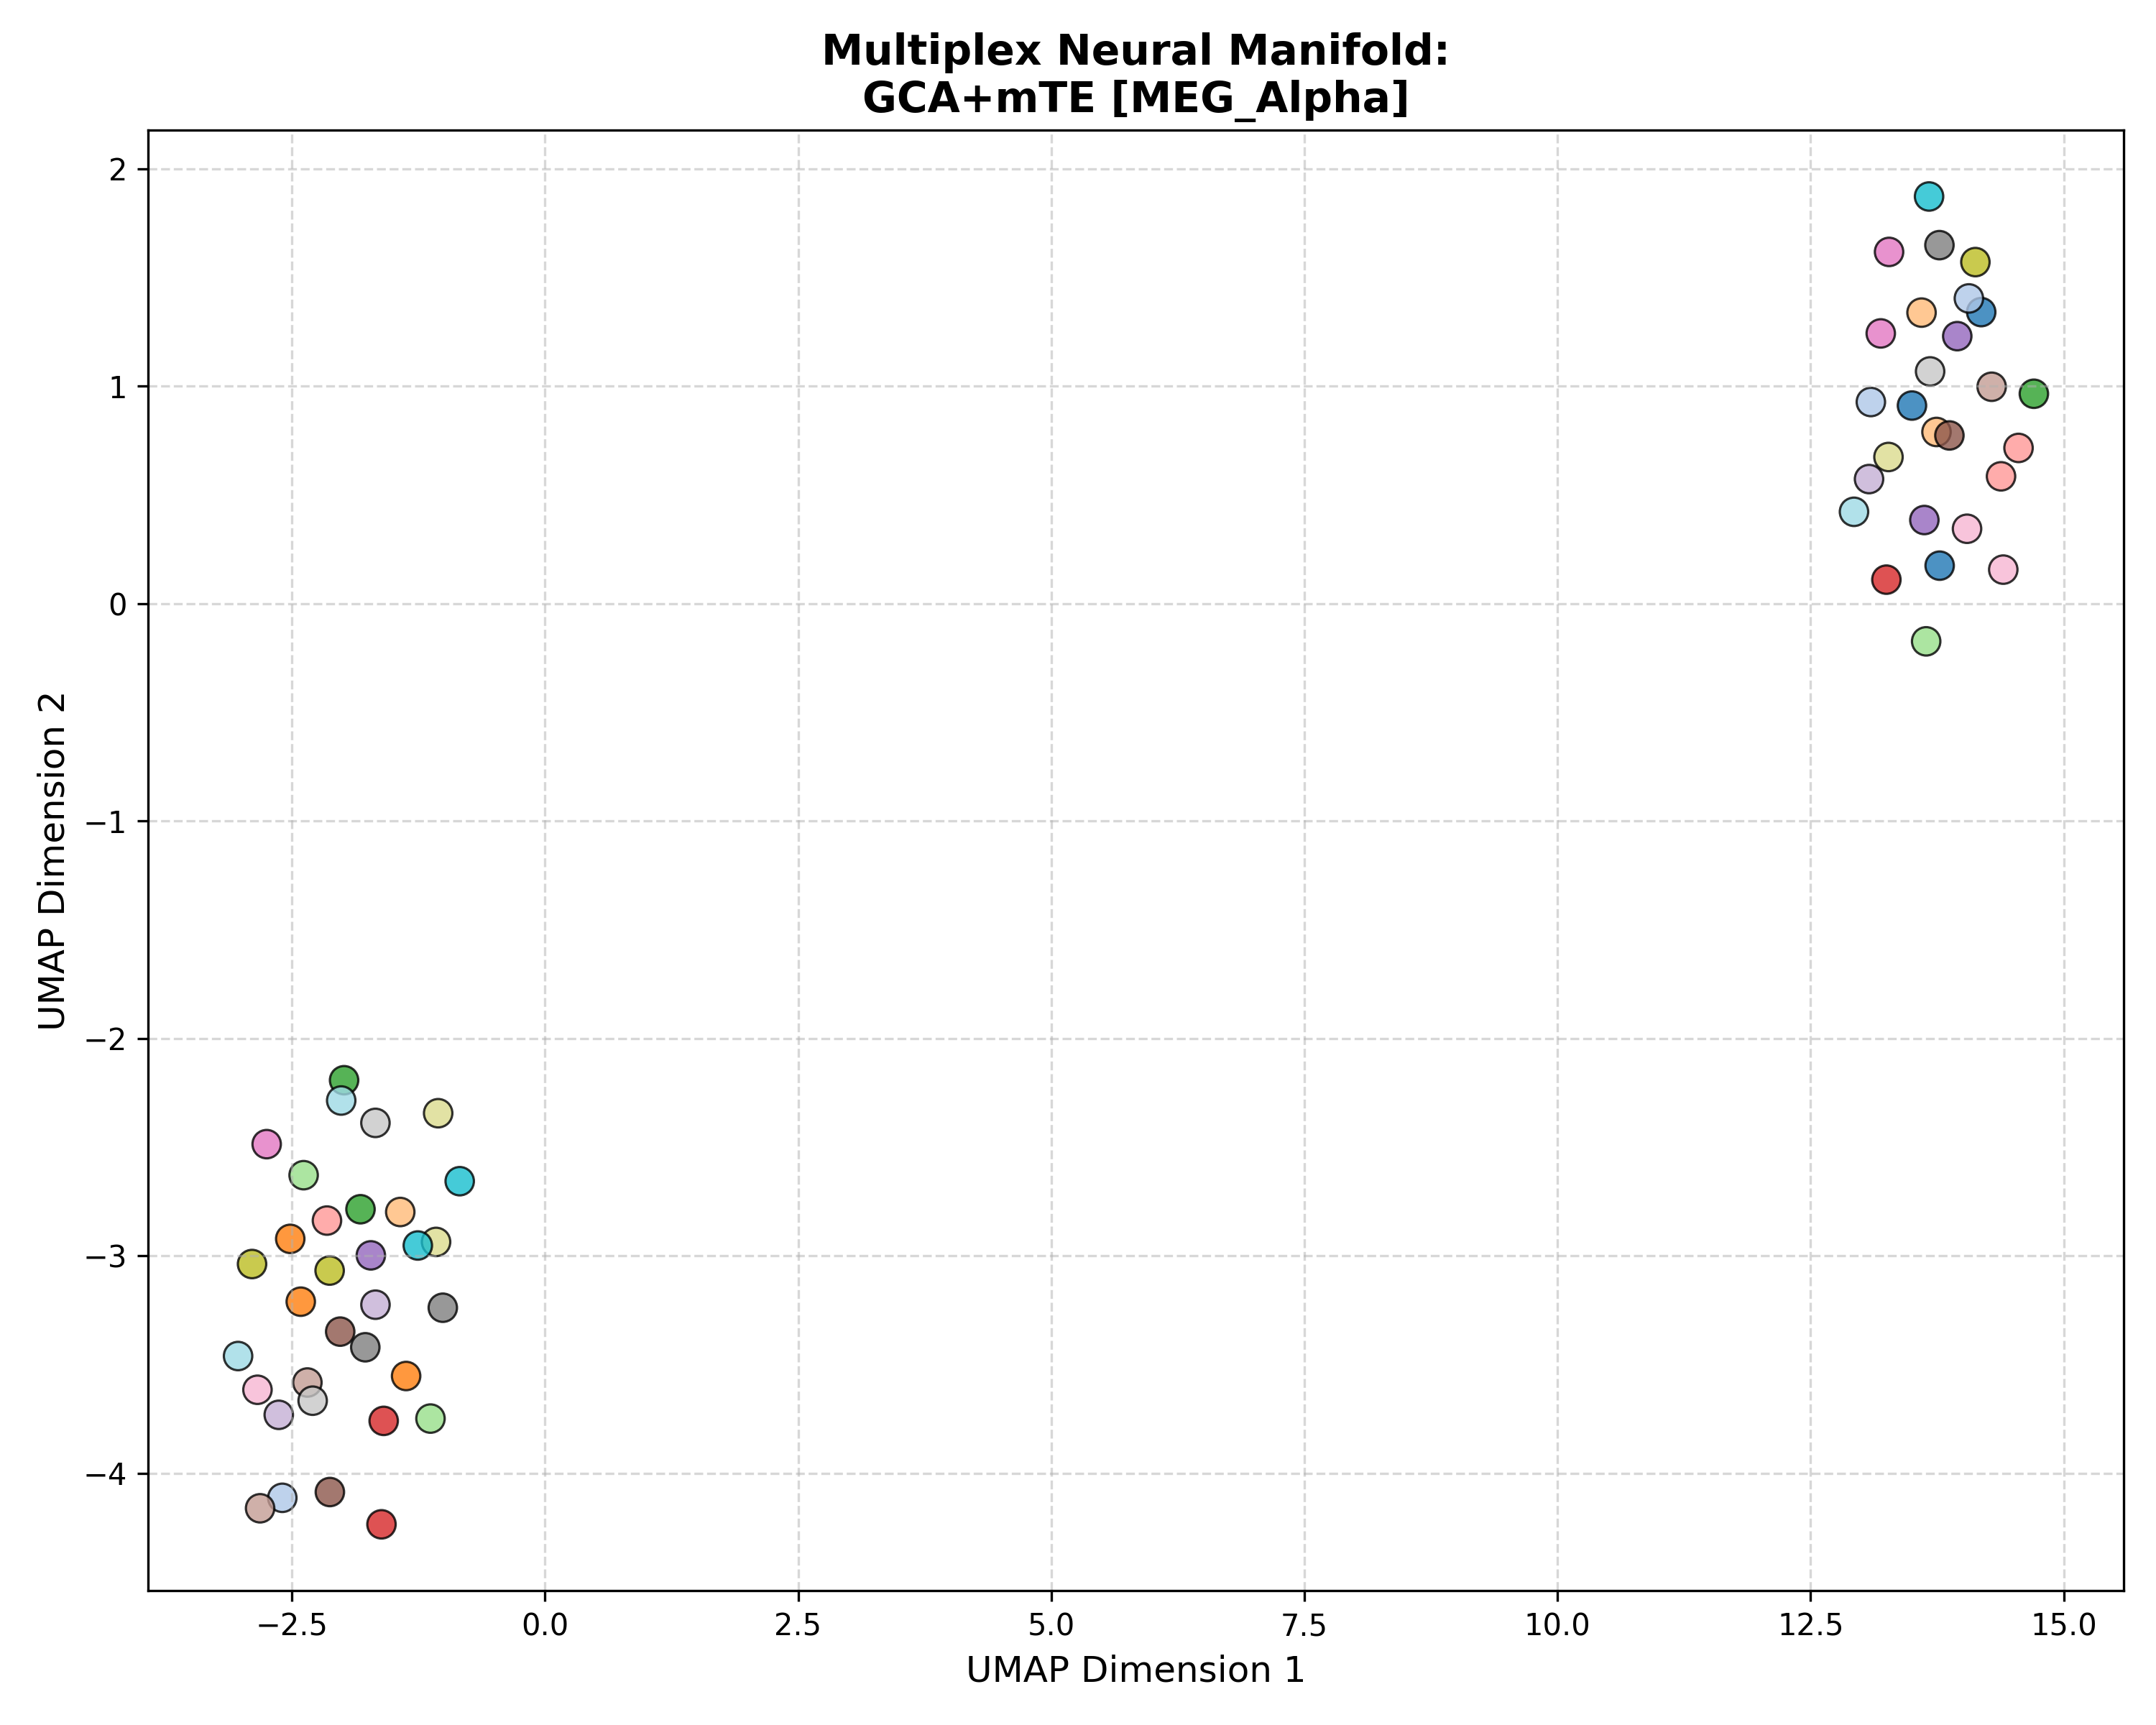 Multiplex Neural Manifold:
GCA+mTE [MEG_Alpha]
2
1
0
−1
−2
−3
−4
UMAP Dimension 2
−2.5 0.0 2.5 5.0 7.5 10.0 12.5 15.0
UMAP Dimension 1